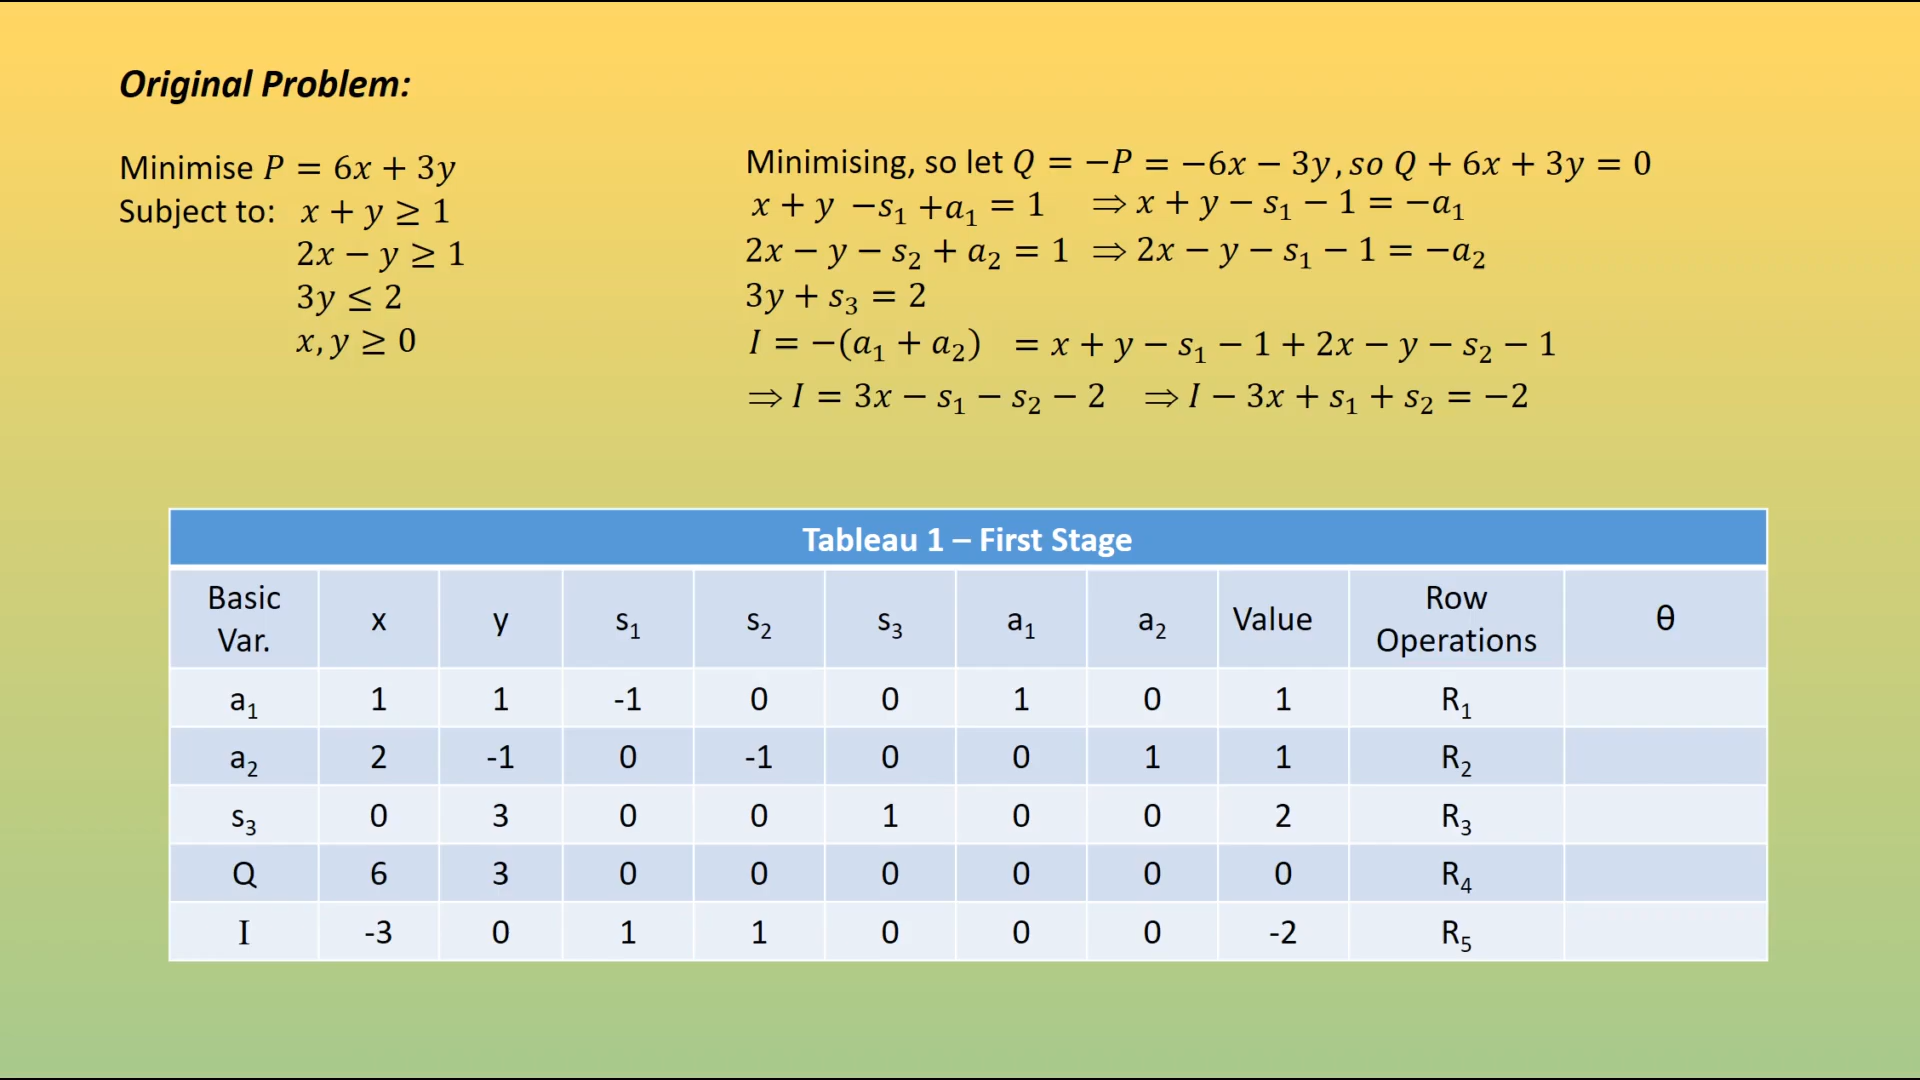 Original Problem:
Minimise P = 6x + 3y
Subject to: x + y ≥ 1
2x − y ≥ 1
3y ≤ 2
x, y ≥ 0
Minimising, so let Q = −P = −6x − 3y, so Q + 6x + 3y = 0
x + y −s₁ +a₁ = 1 ⟹ x + y − s₁ − 1 = −a₁
2x − y − s₂ + a₂ = 1 ⟹ 2x − y − s₁ − 1 = −a₂
3y + s₃ = 2
I = −(a₁ + a₂) = x + y − s₁ − 1 + 2x − y − s₂ − 1
⟹ I = 3x − s₁ − s₂ − 2 ⟹ I − 3x + s₁ + s₂ = −2
Tableau 1 – First Stage
Basic Var. x y s₁ s₂ s₃ a₁ a₂ Value Row Operations θ
a₁ 1 1 -1 0 0 1 0 1 R₁
a₂ 2 -1 0 -1 0 0 1 1 R₂
s₃ 0 3 0 0 1 0 0 2 R₃
Q 6 3 0 0 0 0 0 0 R₄
I -3 0 1 1 0 0 0 -2 R₅